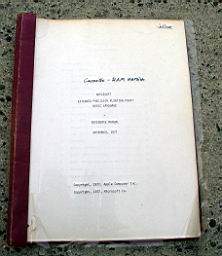 Cassette - RAM version
APPLESOFT
EXTENDED PRECISION FLOATING POINT
BASIC LANGUAGE
REFERENCE MANUAL
NOVEMBER, 1977
Copyright, 1977, Apple Computer Inc.
Copyright, 1977, Microsoft Co.